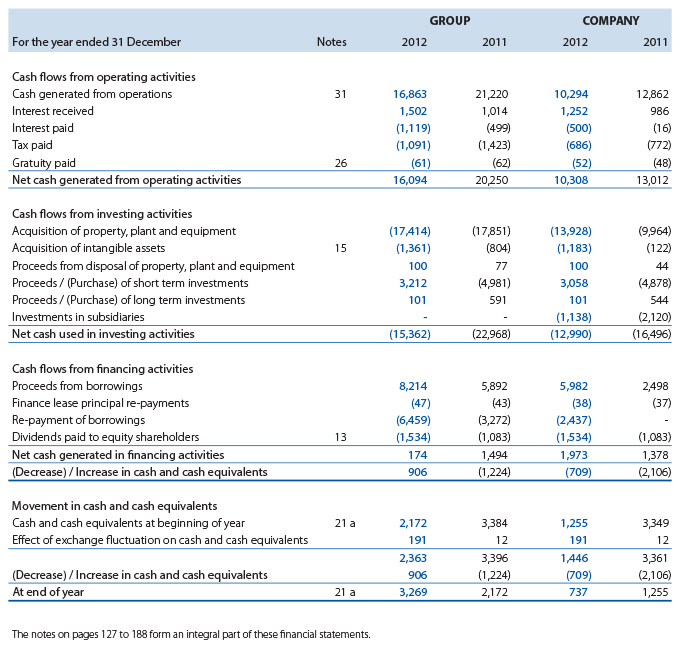 GROUP COMPANY
For the year ended 31 December Notes 2012 2011 2012 2011
Cash flows from operating activities
Cash generated from operations 31 16,863 21,220 10,294 12,862
Interest received 1,502 1,014 1,252 986
Interest paid (1,119) (499) (500) (16)
Tax paid (1,091) (1,423) (686) (772)
Gratuity paid 26 (61) (62) (52) (48)
Net cash generated from operating activities 16,094 20,250 10,308 13,012
Cash flows from investing activities
Acquisition of property, plant and equipment (17,414) (17,851) (13,928) (9,964)
Acquisition of intangible assets 15 (1,361) (804) (1,183) (122)
Proceeds from disposal of property, plant and equipment 100 77 100 44
Proceeds / (Purchase) of short term investments 3,212 (4,981) 3,058 (4,878)
Proceeds / (Purchase) of long term investments 101 591 101 544
Investments in subsidiaries - - (1,138) (2,120)
Net cash used in investing activities (15,362) (22,968) (12,990) (16,496)
Cash flows from financing activities
Proceeds from borrowings 8,214 5,892 5,982 2,498
Finance lease principal re-payments (47) (43) (38) (37)
Re-payment of borrowings (6,459) (3,272) (2,437) -
Dividends paid to equity shareholders 13 (1,534) (1,083) (1,534) (1,083)
Net cash generated in financing activities 174 1,494 1,973 1,378
(Decrease) / Increase in cash and cash equivalents 906 (1,224) (709) (2,106)
Movement in cash and cash equivalents
Cash and cash equivalents at beginning of year 21 a 2,172 3,384 1,255 3,349
Effect of exchange fluctuation on cash and cash equivalents 191 12 191 12
2,363 3,396 1,446 3,361
(Decrease) / Increase in cash and cash equivalents 906 (1,224) (709) (2,106)
At end of year 21 a 3,269 2,172 737 1,255
The notes on pages 127 to 188 form an integral part of these financial statements.